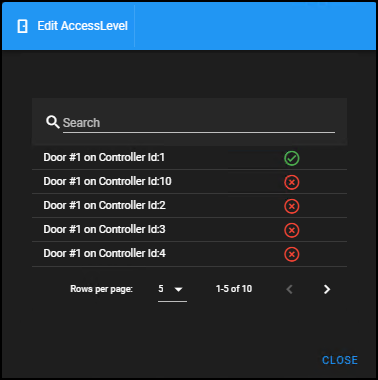 Edit AccessLevel
Search
Door #1 on Controller Id:1
Door #1 on Controller Id:10
Door #1 on Controller Id:2
Door #1 on Controller Id:3
Door #1 on Controller Id:4
Rows per page: 5 1-5 of 10
CLOSE